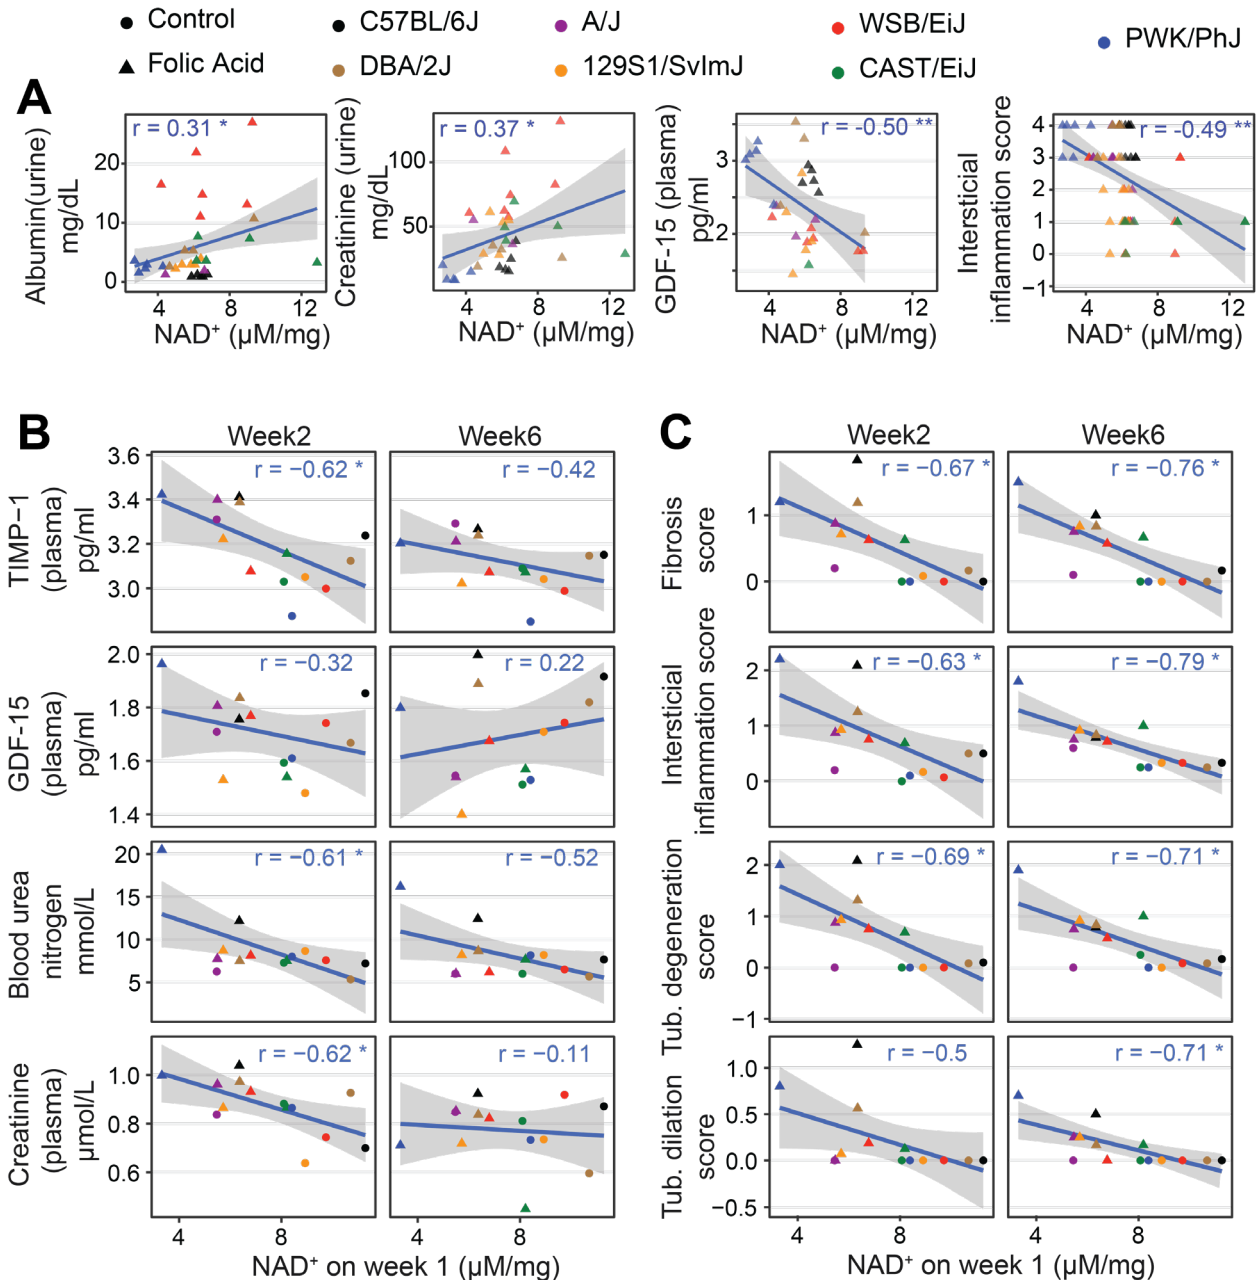 Control
C57BL/6J
A/J
WSB/EiJ
PWK/PhJ
Folic Acid
DBA/2J
129S1/SvImJ
CAST/EiJ
A
Albumin(urine)
mg/dL
r = 0.31 *
20
10
0
4
8
12
NAD+ (µM/mg)
Creatinine (urine)
mg/dL
r = 0.37 *
100
50
4
8
12
NAD+ (µM/mg)
GDF-15 (plasma)
pg/ml
r = -0.50 **
3
2
4
8
12
NAD+ (µM/mg)
Intersticial
inflammation score
r = -0.49 **
4
3
2
1
0
−1
4
8
12
NAD+ (µM/mg)
B
Week2
Week6
TIMP−1
(plasma)
pg/ml
3.6
3.4
3.2
3.0
r = −0.62 *
r = −0.42
GDF-15
(plasma)
pg/ml
2.0
1.8
1.6
1.4
r = −0.32
r = 0.22
Blood urea
nitrogen
mmol/L
20
15
10
5
r = −0.61 *
r = −0.52
Creatinine
(plasma)
µmol/L
1.0
0.8
0.6
r = −0.62 *
r = −0.11
4
8
4
8
NAD+ on week 1 (µM/mg)
C
Week2
Week6
Fibrosis
score
1
0
r = −0.67 *
r = −0.76 *
Intersticial
inflammation score
2
1
0
r = −0.63 *
r = −0.79 *
Tub. degeneration
score
2
1
0
−1
r = −0.69 *
r = −0.71 *
Tub. dilation
score
1.0
0.5
0.0
−0.5
r = −0.5
r = −0.71 *
4
8
4
8
NAD+ on week 1 (µM/mg)